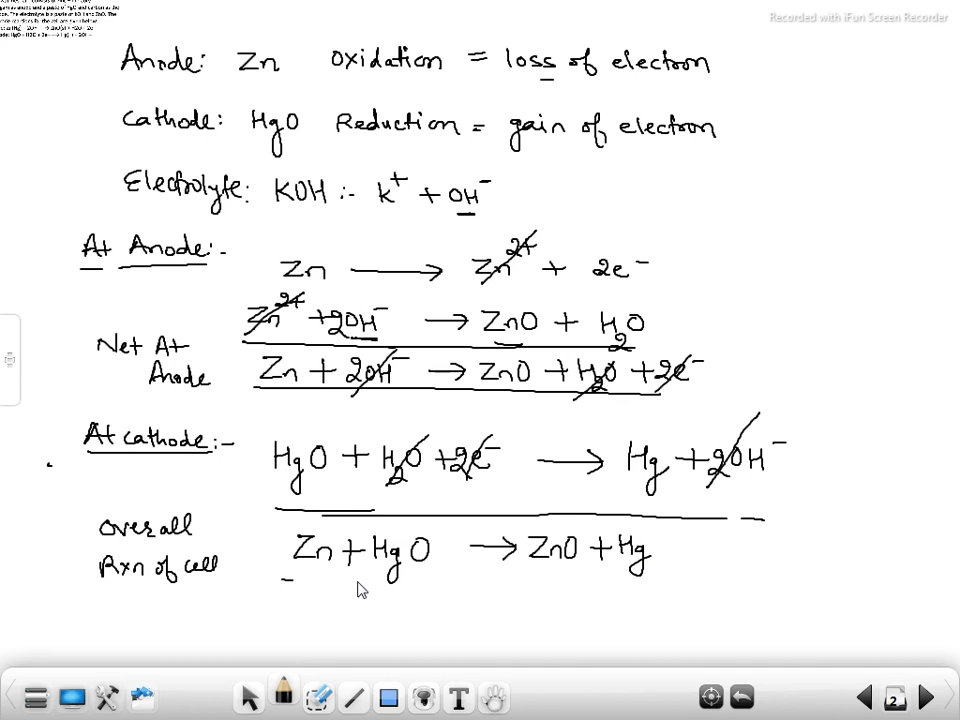 Recorded with iFun Screen Recorder
Anode: Zn oxidation = loss of electron
Cathode: HgO Reduction = gain of electron
Electrolyte: KOH :- K⁺ + OH⁻
At Anode:-
Zn ⟶ Zn²⁺ + 2e⁻
Zn²⁺ + 2OH⁻ → ZnO + H₂O
Net At Anode
Zn + 2OH⁻ → ZnO + H₂O + 2e⁻
At cathode:-
HgO + H₂O + 2e⁻ ⟶ Hg + 2OH⁻
Overall
Rxn of cell
Zn + HgO → ZnO + Hg
T
2